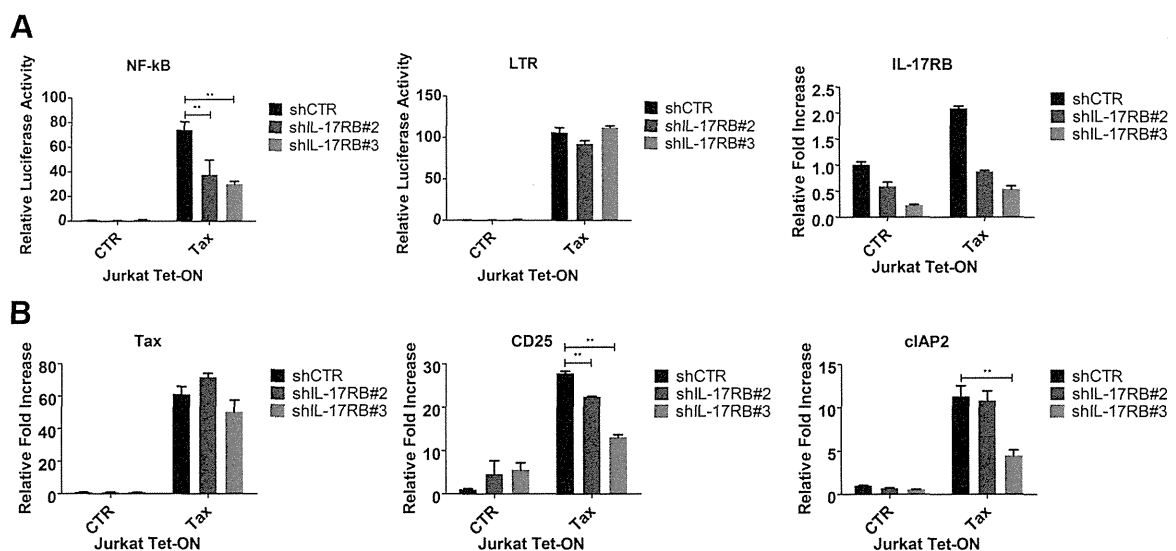 A
NF-kB
Relative Luciferase Activity
100
80
60
40
20
0
**
**
CTR
Tax
Jurkat Tet-ON
shCTR
shIL-17RB#2
shIL-17RB#3
LTR
Relative Luciferase Activity
150
100
50
0
CTR
Tax
Jurkat Tet-ON
shCTR
shIL-17RB#2
shIL-17RB#3
IL-17RB
Relative Fold Increase
2.5
2.0
1.5
1.0
0.5
0.0
CTR
Tax
Jurkat Tet-ON
shCTR
shIL-17RB#2
shIL-17RB#3
B
Tax
Relative Fold Increase
80
60
40
20
0
CTR
Tax
Jurkat Tet-ON
shCTR
shIL-17RB#2
shIL-17RB#3
CD25
Relative Fold Increase
30
20
10
0
**
**
CTR
Tax
Jurkat Tet-ON
shCTR
shIL-17RB#2
shIL-17RB#3
cIAP2
Relative Fold Increase
15
10
5
0
**
CTR
Tax
Jurkat Tet-ON
shCTR
shIL-17RB#2
shIL-17RB#3